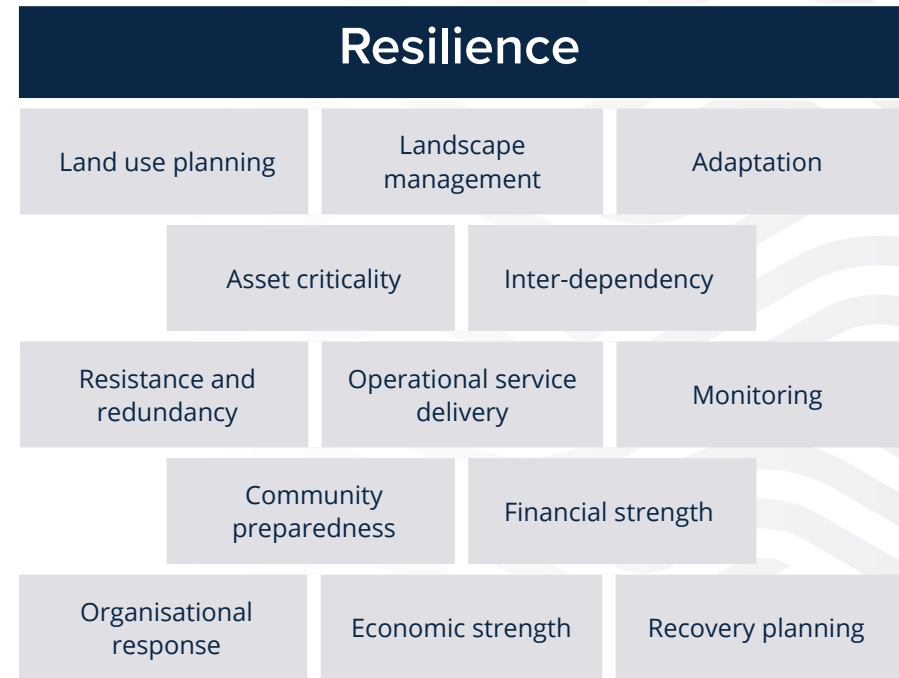 Resilience
Land use planning
Landscape
management
Adaptation
Asset criticality
Inter-dependency
Resistance and
redundancy
Operational service
delivery
Monitoring
Community
preparedness
Financial strength
Organisational
response
Economic strength
Recovery planning